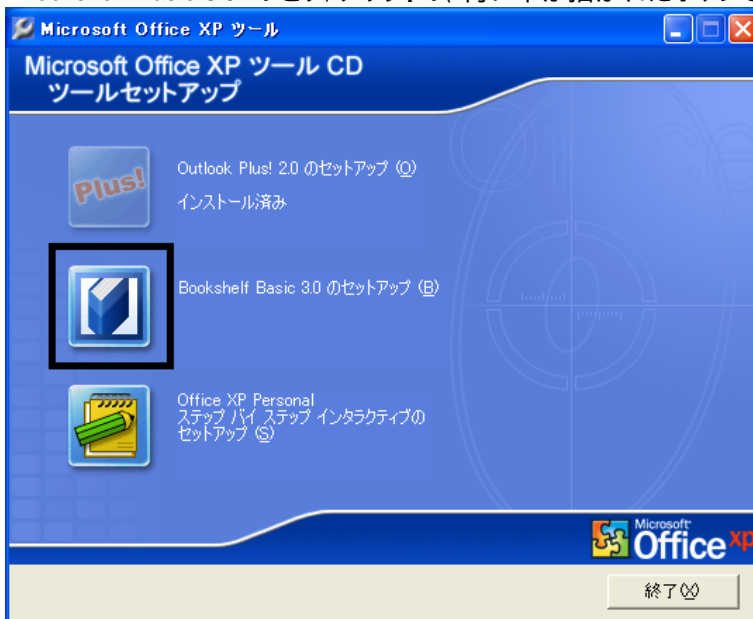 Microsoft Office XP ツール
Microsoft Office XP ツール CD
ツールセットアップ
Plus!
Outlook Plus! 2.0 のセットアップ (O)
インストール済み
Bookshelf Basic 3.0 のセットアップ (B)
Office XP Personal
ステップ バイ ステップ インタラクティブの
セットアップ (S)
Microsoft
Office xp
終了(X)